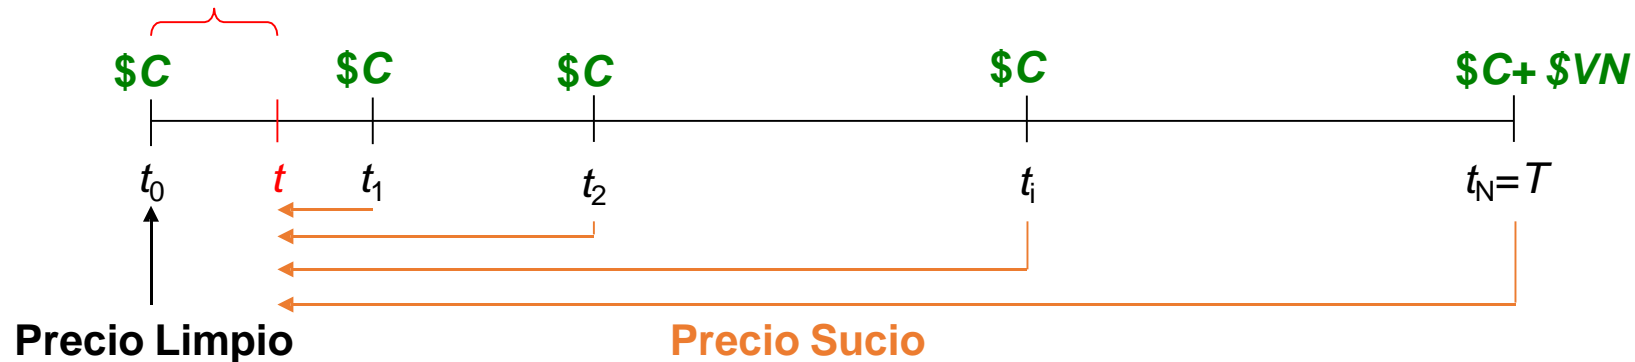 $C $C $C $C $C+ $VN
t0 t t1 t2 ti tN=T
Precio Limpio Precio Sucio